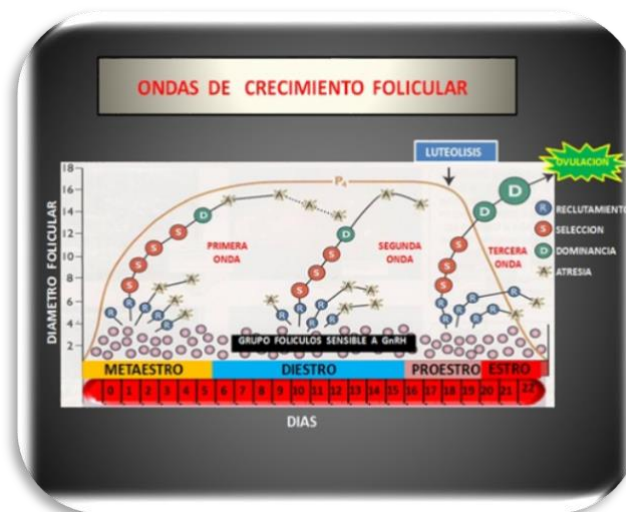 ONDAS DE CRECIMIENTO FOLICULAR
LUTEOLISIS
OVULACION
18
16
14
12
10
8
6
4
2
DIAMETRO FOLICULAR
P4
PRIMERA
ONDA
SEGUNDA
ONDA
TERCERA
ONDA
R RECLUTAMIENTO
S SELECCION
D DOMINANCIA
A ATRESIA
GRUPO FOLICULOS SENSIBLE A GnRH
METAESTRO DIESTRO PROESTRO ESTRO
0 1 2 3 4 5 6 7 8 9 10 11 12 13 14 15 16 17 18 19 20 21 22
DIAS